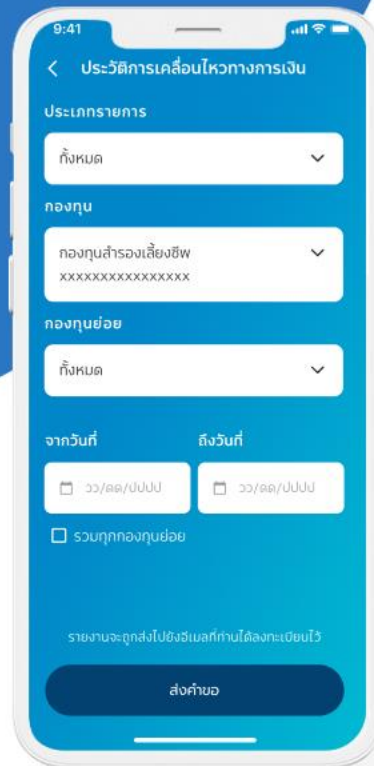 9:41
ประวัติการเคลื่อนไหวทางการเงิน
ประเภทรายการ
ทั้งหมด
กองทุน
กองทุนสำรองเลี้ยงชีพ
xxxxxxxxxxxxxxxx
กองทุนย่อย
ทั้งหมด
จากวันที่ ถึงวันที่
วว/ดด/ปปปป วว/ดด/ปปปป
รวมทุกกองทุนย่อย
รายงานจะถูกส่งไปยังอีเมลที่ท่านได้ลงทะเบียนไว้
ส่งคำขอ